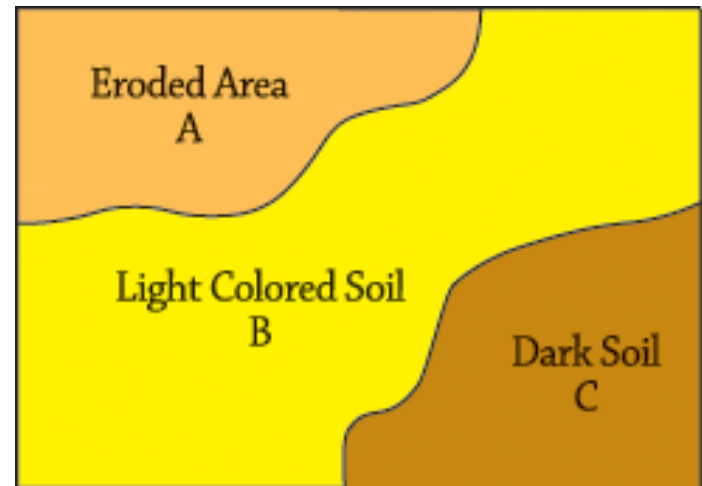 Eroded Area
A
Light Colored Soil
B
Dark Soil
C